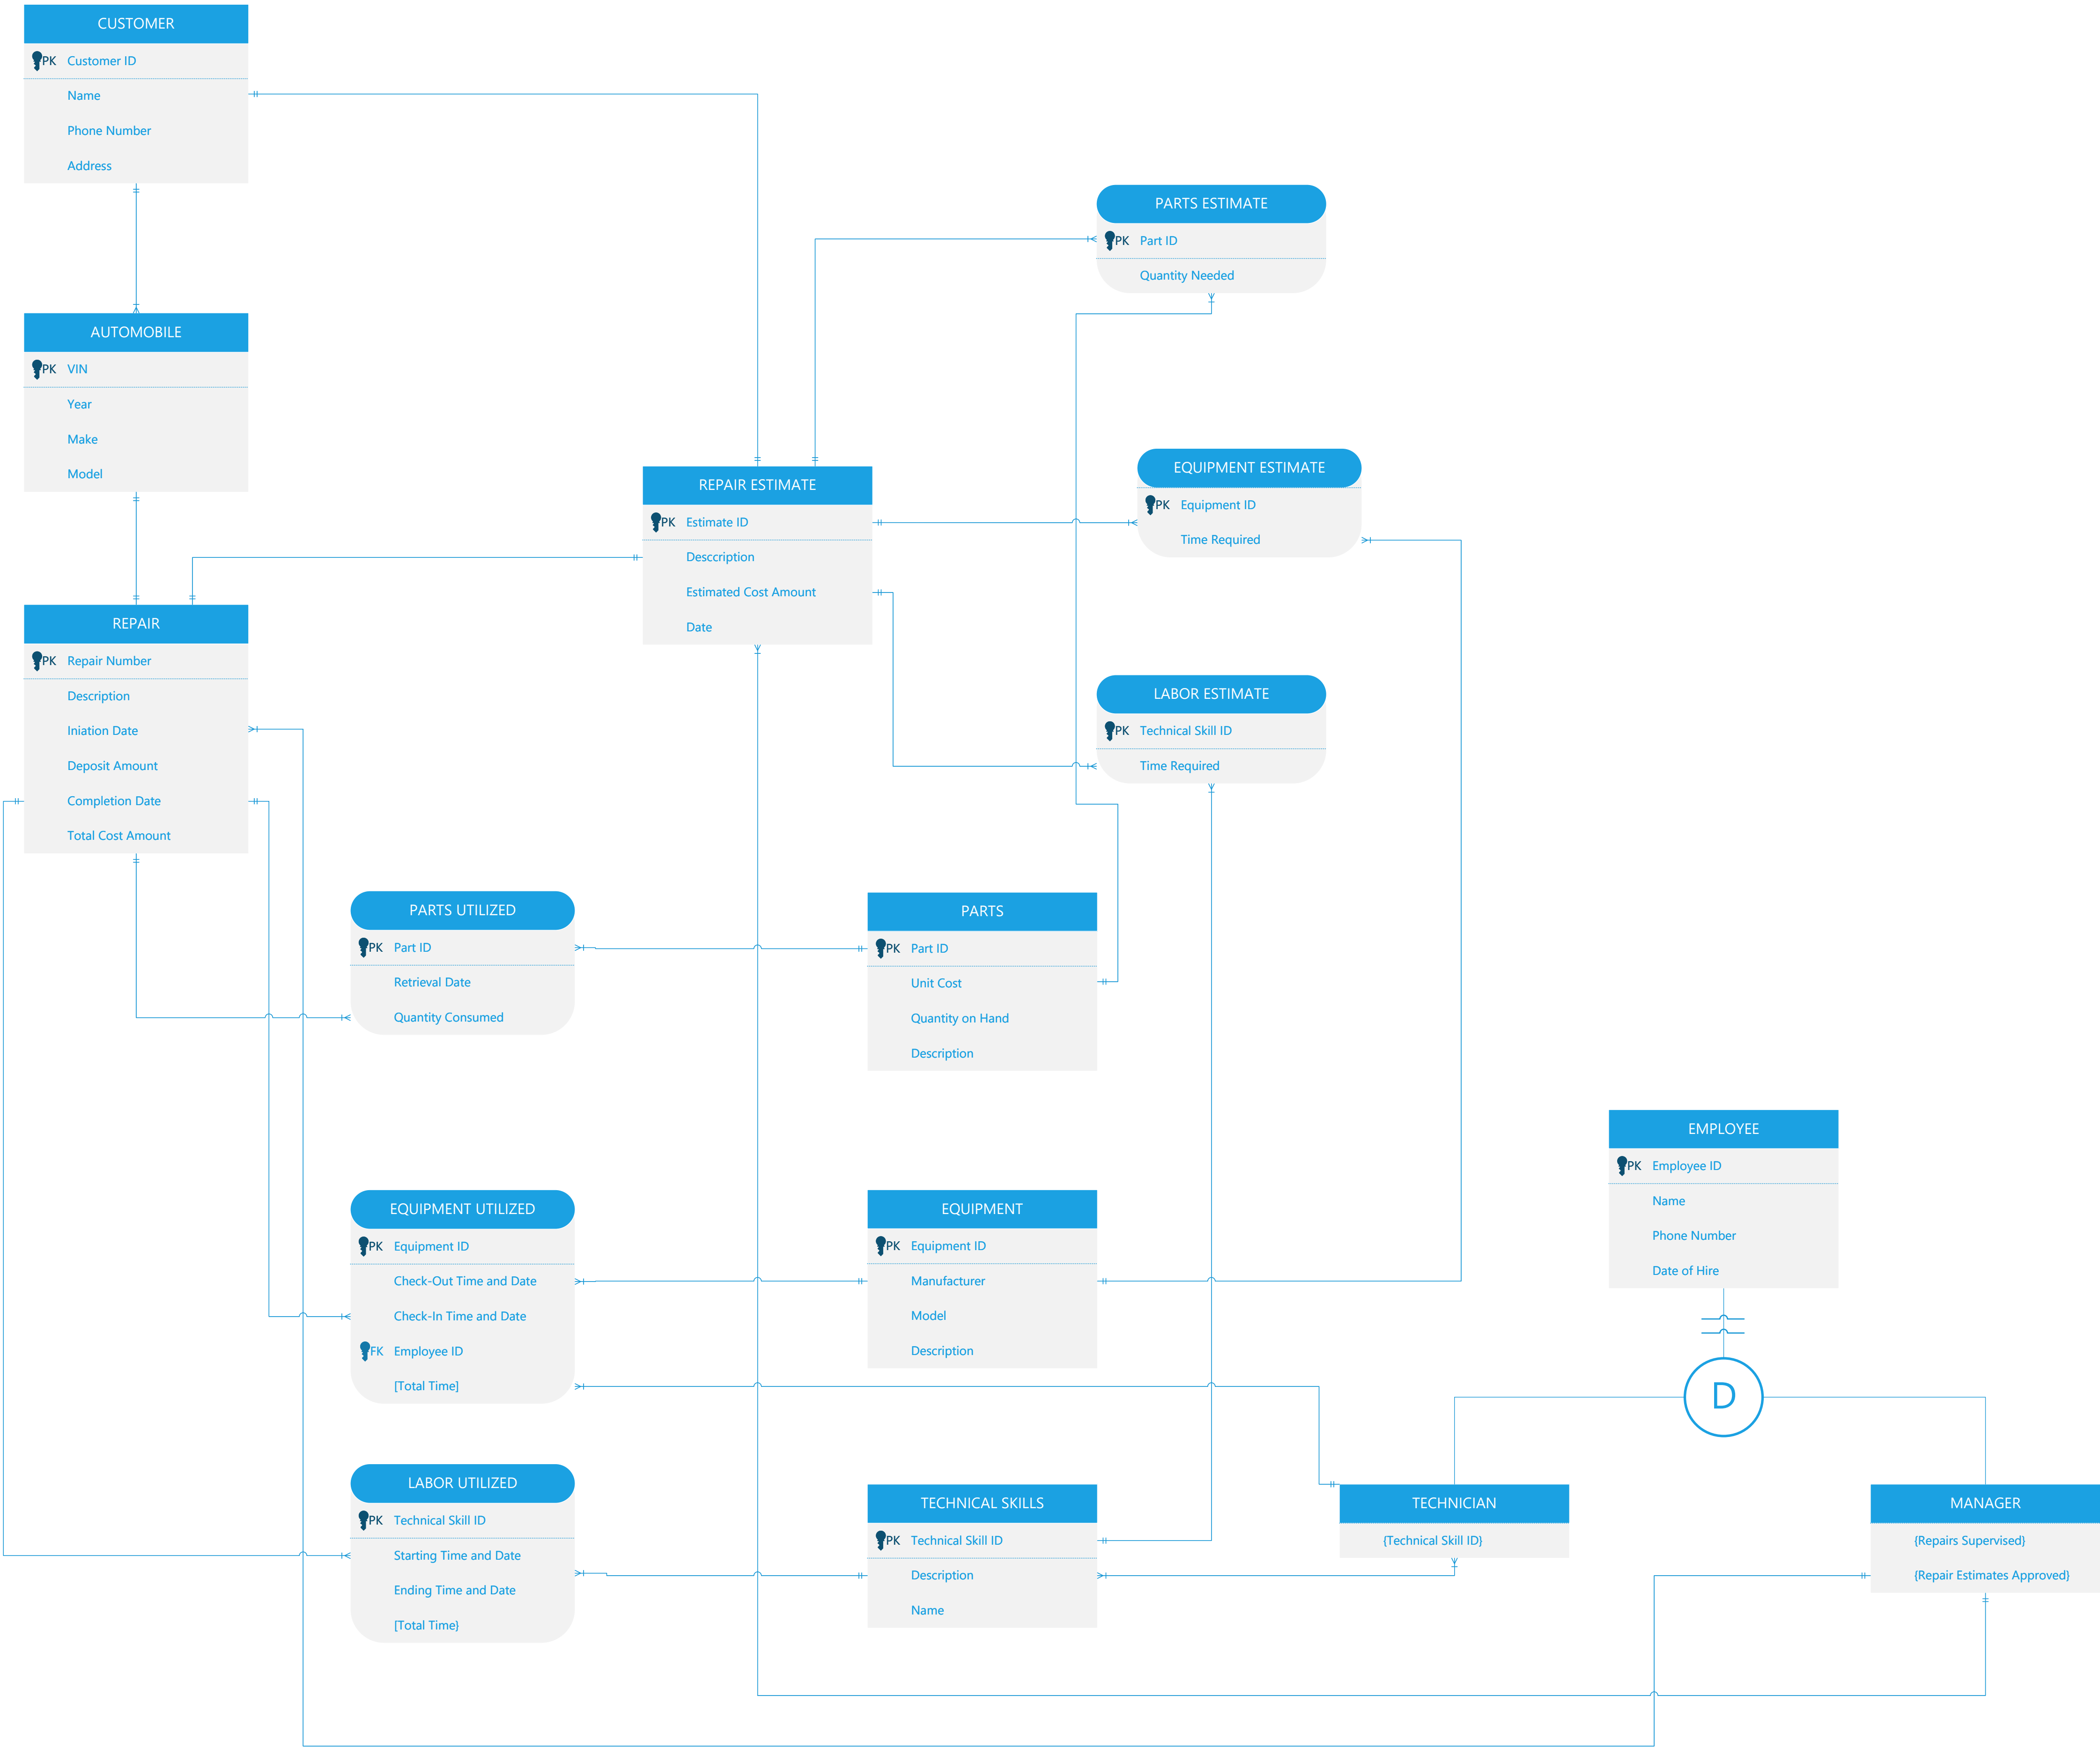 CUSTOMER
PK Customer ID
Name
Phone Number
Address
AUTOMOBILE
PK VIN
Year
Make
Model
REPAIR
PK Repair Number
Description
Iniation Date
Deposit Amount
Completion Date
Total Cost Amount
REPAIR ESTIMATE
PK Estimate ID
Desccription
Estimated Cost Amount
Date
PARTS ESTIMATE
PK Part ID
Quantity Needed
EQUIPMENT ESTIMATE
PK Equipment ID
Time Required
LABOR ESTIMATE
PK Technical Skill ID
Time Required
PARTS UTILIZED
PK Part ID
Retrieval Date
Quantity Consumed
PARTS
PK Part ID
Unit Cost
Quantity on Hand
Description
EQUIPMENT UTILIZED
PK Equipment ID
Check-Out Time and Date
Check-In Time and Date
FK Employee ID
[Total Time]
EQUIPMENT
PK Equipment ID
Manufacturer
Model
Description
EMPLOYEE
PK Employee ID
Name
Phone Number
Date of Hire
D
LABOR UTILIZED
PK Technical Skill ID
Starting Time and Date
Ending Time and Date
[Total Time}
TECHNICAL SKILLS
PK Technical Skill ID
Description
Name
TECHNICIAN
{Technical Skill ID}
MANAGER
{Repairs Supervised}
{Repair Estimates Approved}